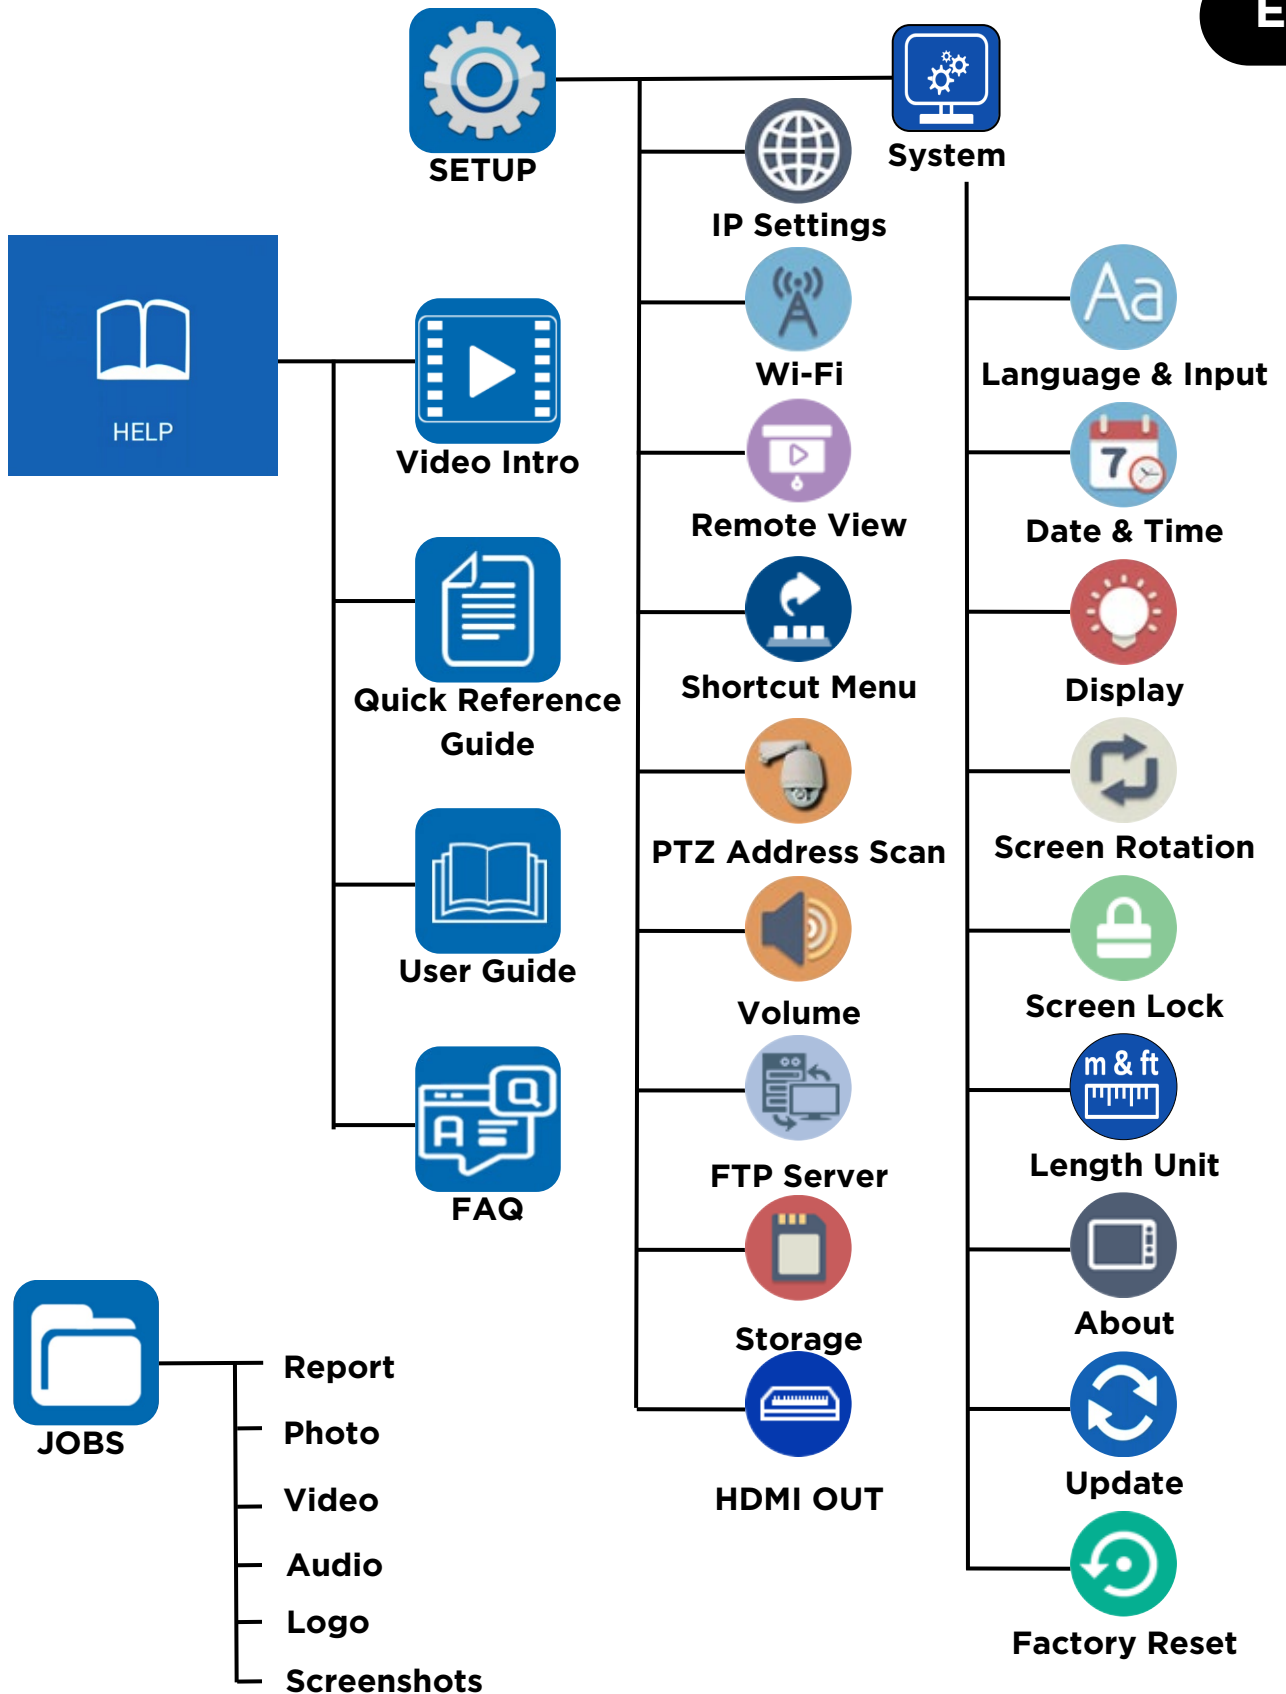 E
SETUP
System
IP Settings
Wi-Fi
Remote View
Shortcut Menu
PTZ Address Scan
Volume
FTP Server
Storage
HDMI OUT
Aa
Language & Input
7
Date & Time
Display
Screen Rotation
Screen Lock
m & ft
Length Unit
About
Update
Factory Reset
HELP
Video Intro
Quick Reference
Guide
User Guide
Q
A
FAQ
JOBS
Report
Photo
Video
Audio
Logo
Screenshots